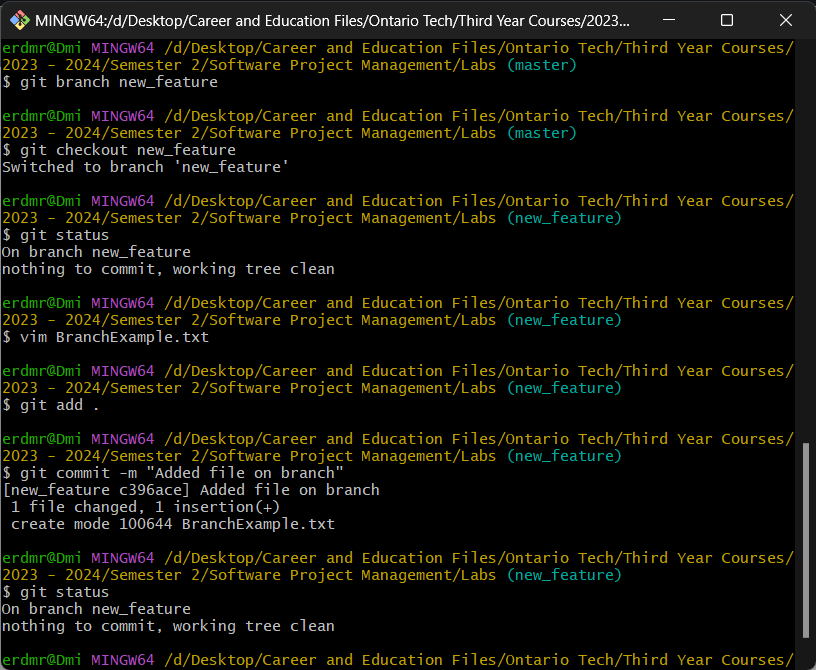 MINGW64:/d/Desktop/Career and Education Files/Ontario Tech/Third Year Courses/2023...
erdmr@Dmi MINGW64 /d/Desktop/Career and Education Files/Ontario Tech/Third Year Courses/
2023 - 2024/Semester 2/Software Project Management/Labs (master)
$ git branch new_feature
erdmr@Dmi MINGW64 /d/Desktop/Career and Education Files/Ontario Tech/Third Year Courses/
2023 - 2024/Semester 2/Software Project Management/Labs (master)
$ git checkout new_feature
Switched to branch 'new_feature'
erdmr@Dmi MINGW64 /d/Desktop/Career and Education Files/Ontario Tech/Third Year Courses/
2023 - 2024/Semester 2/Software Project Management/Labs (new_feature)
$ git status
On branch new_feature
nothing to commit, working tree clean
erdmr@Dmi MINGW64 /d/Desktop/Career and Education Files/Ontario Tech/Third Year Courses/
2023 - 2024/Semester 2/Software Project Management/Labs (new_feature)
$ vim BranchExample.txt
erdmr@Dmi MINGW64 /d/Desktop/Career and Education Files/Ontario Tech/Third Year Courses/
2023 - 2024/Semester 2/Software Project Management/Labs (new_feature)
$ git add .
erdmr@Dmi MINGW64 /d/Desktop/Career and Education Files/Ontario Tech/Third Year Courses/
2023 - 2024/Semester 2/Software Project Management/Labs (new_feature)
$ git commit -m "Added file on branch"
[new_feature c396ace] Added file on branch
 1 file changed, 1 insertion(+)
 create mode 100644 BranchExample.txt
erdmr@Dmi MINGW64 /d/Desktop/Career and Education Files/Ontario Tech/Third Year Courses/
2023 - 2024/Semester 2/Software Project Management/Labs (new_feature)
$ git status
On branch new_feature
nothing to commit, working tree clean
erdmr@Dmi MINGW64 /d/Desktop/Career and Education Files/Ontario Tech/Third Year Courses/